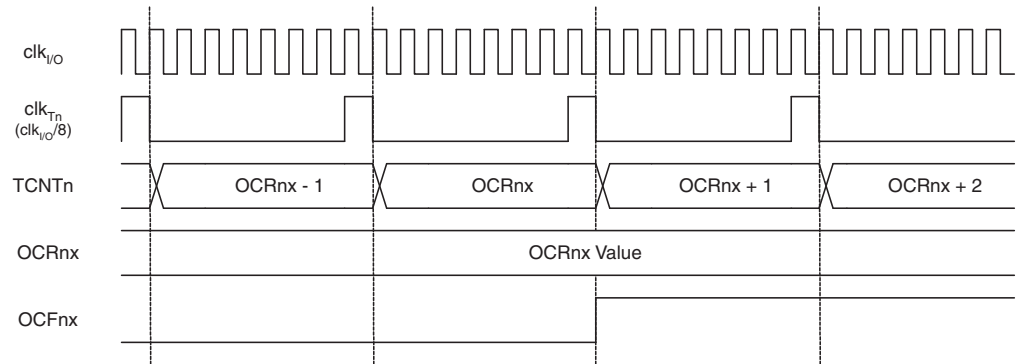 clkI/O
clkTn
(clkI/O/8)
TCNTn OCRnx - 1 OCRnx OCRnx + 1 OCRnx + 2
OCRnx OCRnx Value
OCFnx